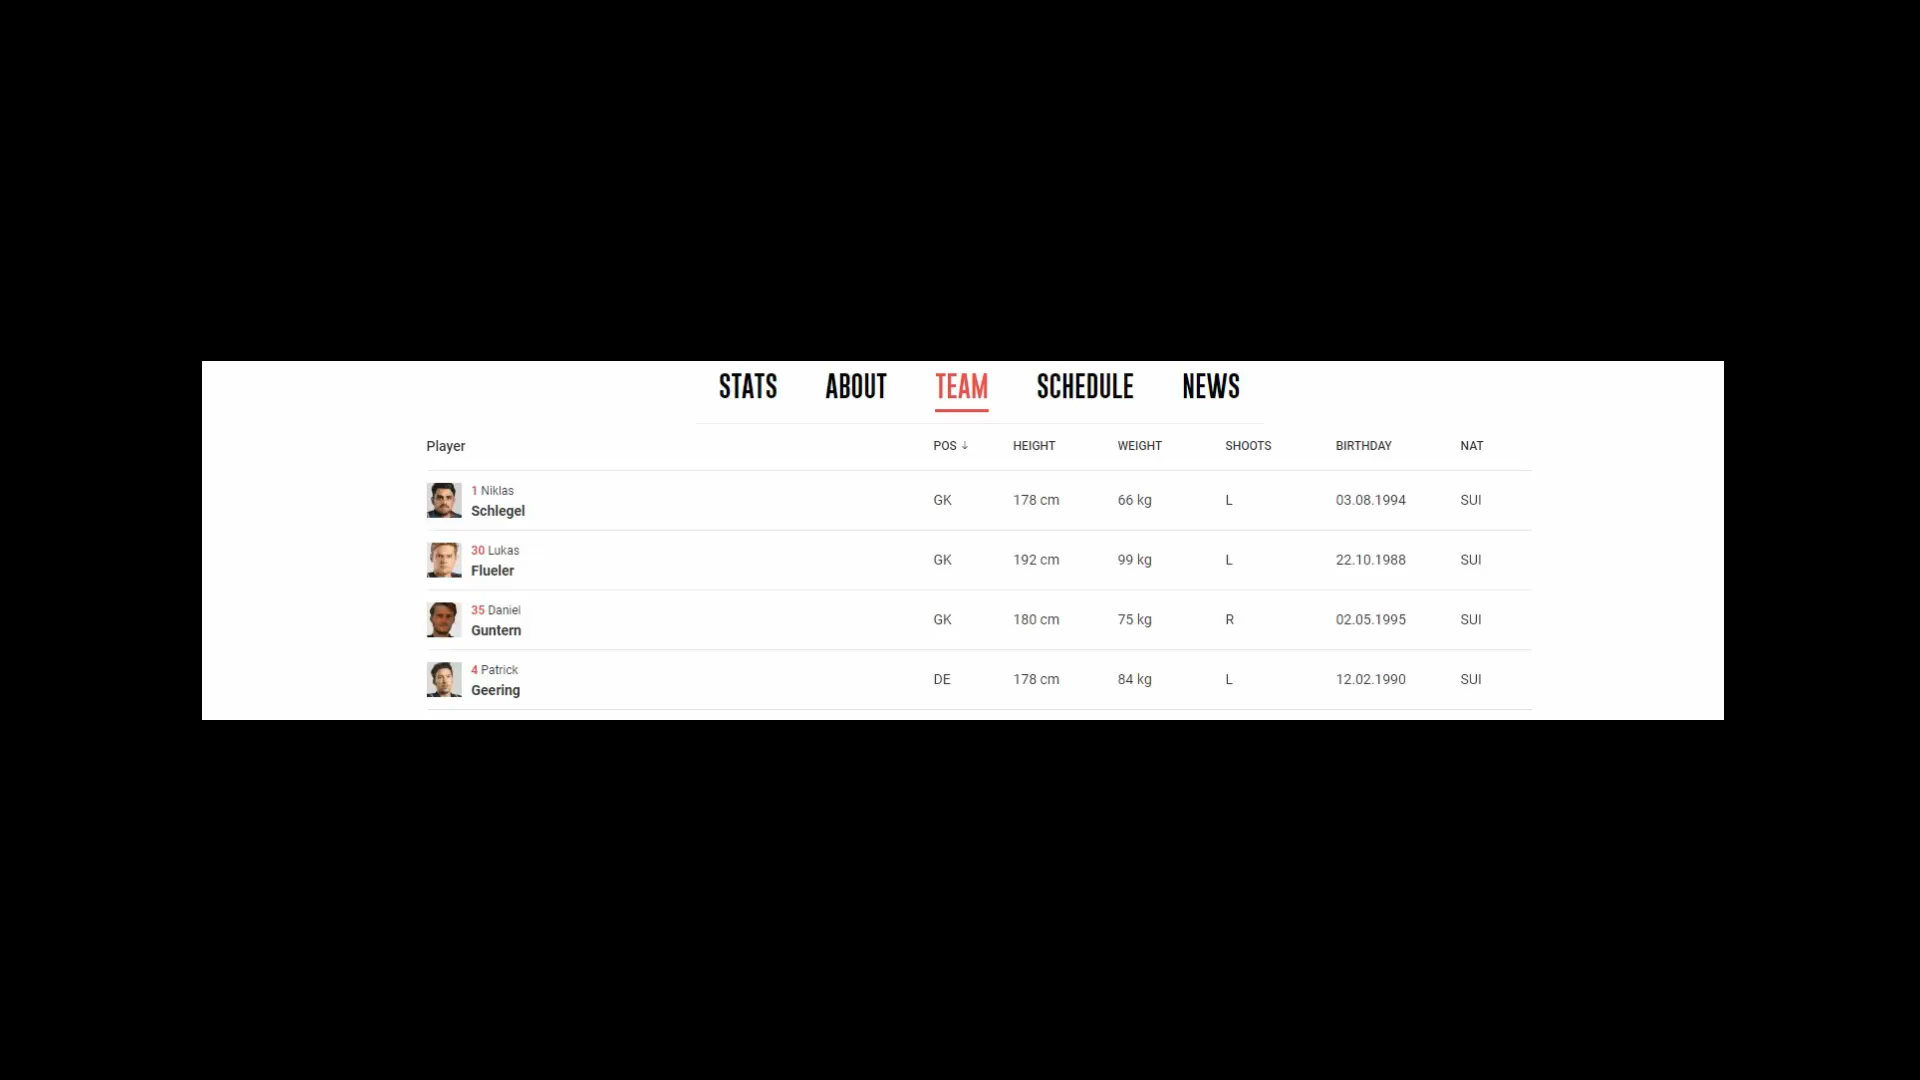 STATS ABOUT TEAM SCHEDULE NEWS
Player POS ↓ HEIGHT WEIGHT SHOOTS BIRTHDAY NAT
1 Niklas
Schlegel GK 178 cm 66 kg L 03.08.1994 SUI
30 Lukas
Flueler GK 192 cm 99 kg L 22.10.1988 SUI
35 Daniel
Guntern GK 180 cm 75 kg R 02.05.1995 SUI
4 Patrick
Geering DE 178 cm 84 kg L 12.02.1990 SUI